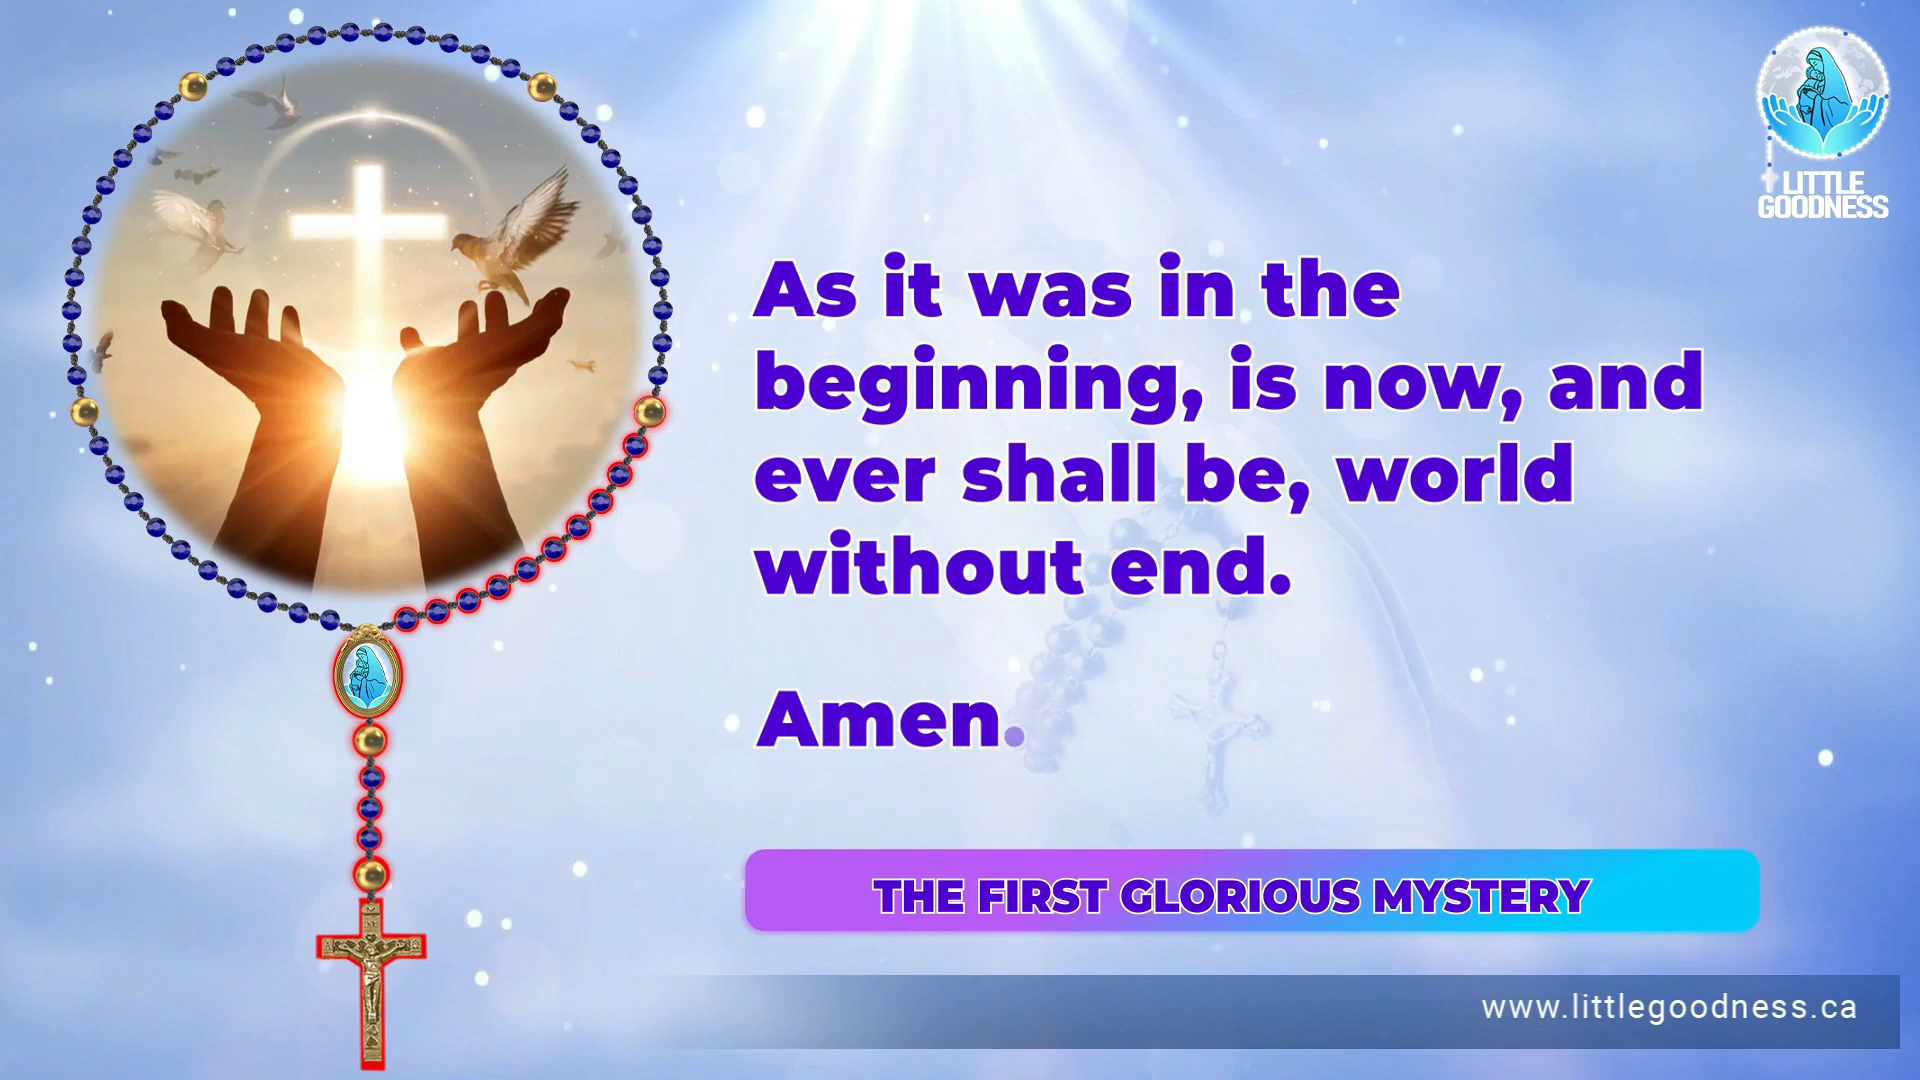 LITTLE
GOODNESS
As it was in the
beginning, is now, and
ever shall be, world
without end.
Amen.
THE FIRST GLORIOUS MYSTERY
www.littlegoodness.ca